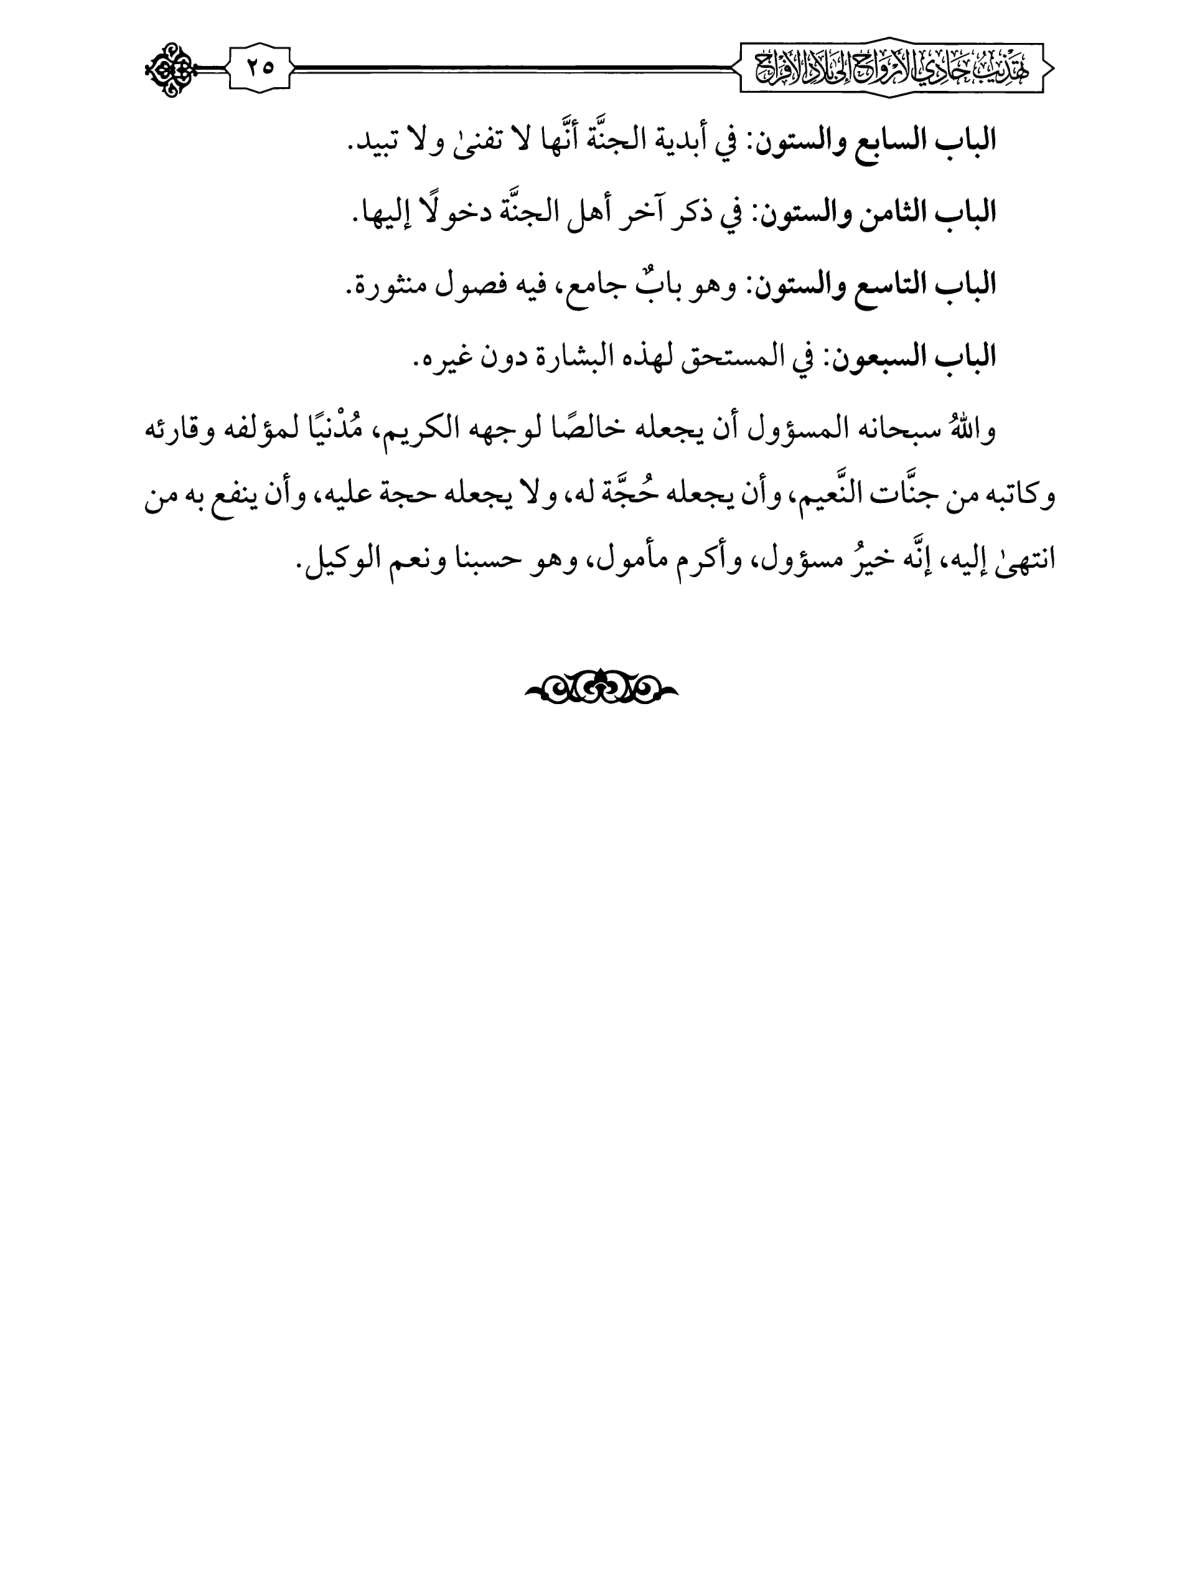 تهذيب حادي الأرواح إلى بلاد الأفراح
٢٥
الباب السابع والستون: في أبدية الجنَّة أنَّها لا تفنىٰ ولا تبيد.
الباب الثامن والستون: في ذكر آخر أهل الجنَّة دخولًا إليها.
الباب التاسع والستون: وهو بابٌ جامع، فيه فصول منثورة.
الباب السبعون: في المستحق لهذه البشارة دون غيره.
واللهُ سبحانه المسؤول أن يجعله خالصًا لوجهه الكريم، مُدْنيًا لمؤلفه وقارئه
وكاتبه من جنَّات النَّعيم، وأن يجعله حُجَّة له، ولا يجعله حجة عليه، وأن ينفع به من
انتهىٰ إليه، إنَّه خيرُ مسؤول، وأكرم مأمول، وهو حسبنا ونعم الوكيل.